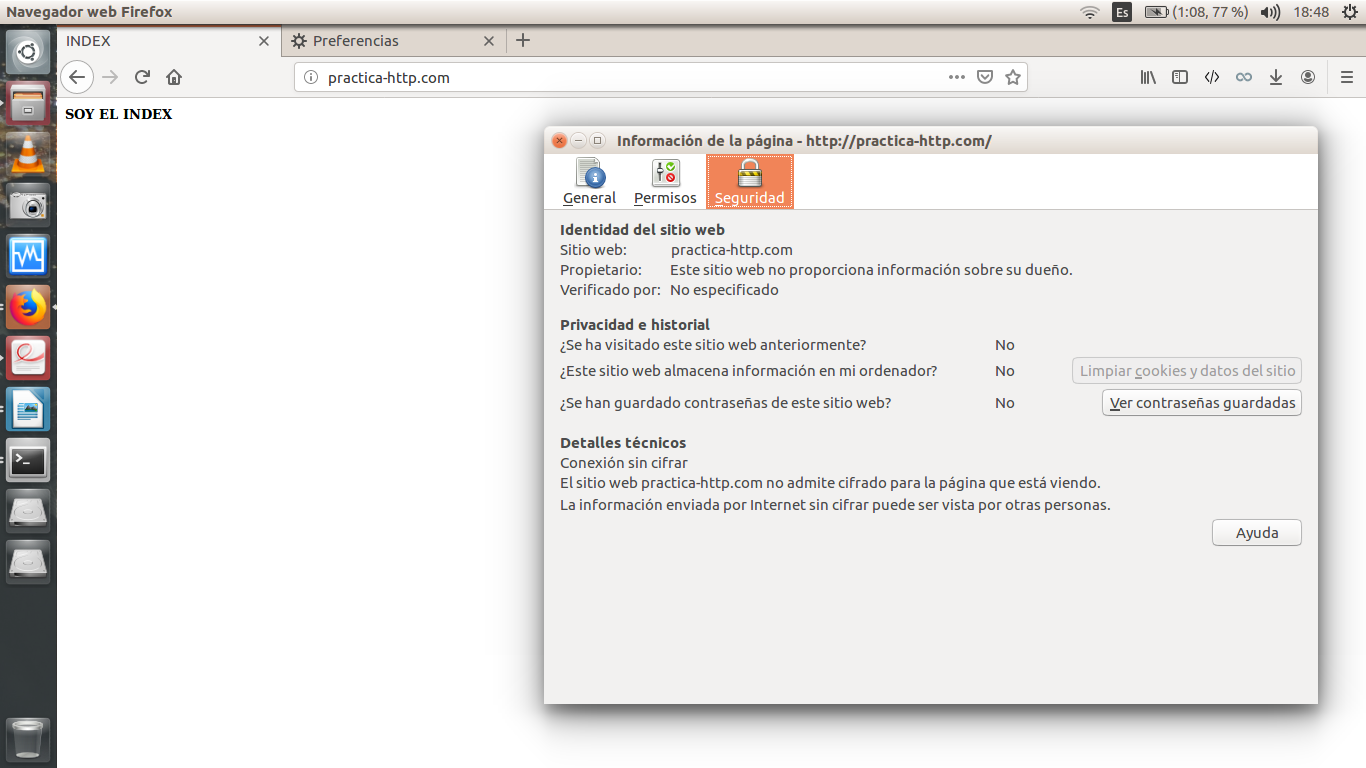 Navegador web Firefox
Es
(1:08, 77 %)
18:48
INDEX
Preferencias
practica-http.com
SOY EL INDEX
Información de la página - http://practica-http.com/
General
Permisos
Seguridad
Identidad del sitio web
Sitio web: practica-http.com
Propietario: Este sitio web no proporciona información sobre su dueño.
Verificado por: No especificado
Privacidad e historial
¿Se ha visitado este sitio web anteriormente? No
¿Este sitio web almacena información en mi ordenador? No Limpiar cookies y datos del sitio
¿Se han guardado contraseñas de este sitio web? No Ver contraseñas guardadas
Detalles técnicos
Conexión sin cifrar
El sitio web practica-http.com no admite cifrado para la página que está viendo.
La información enviada por Internet sin cifrar puede ser vista por otras personas.
Ayuda